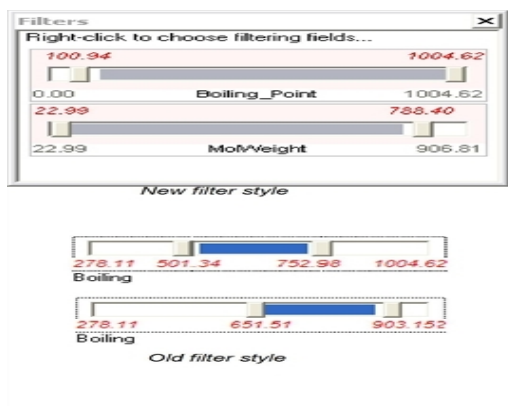 Filters
Right-click to choose filtering fields...
100.94 1004.62
0.00 Boiling_Point 1004.62
22.99 788.40
22.99 MolWeight 906.81
New filter style
278.11 501.34 752.98 1004.62
Boiling
278.11 651.51 903.152
Boiling
Old filter style